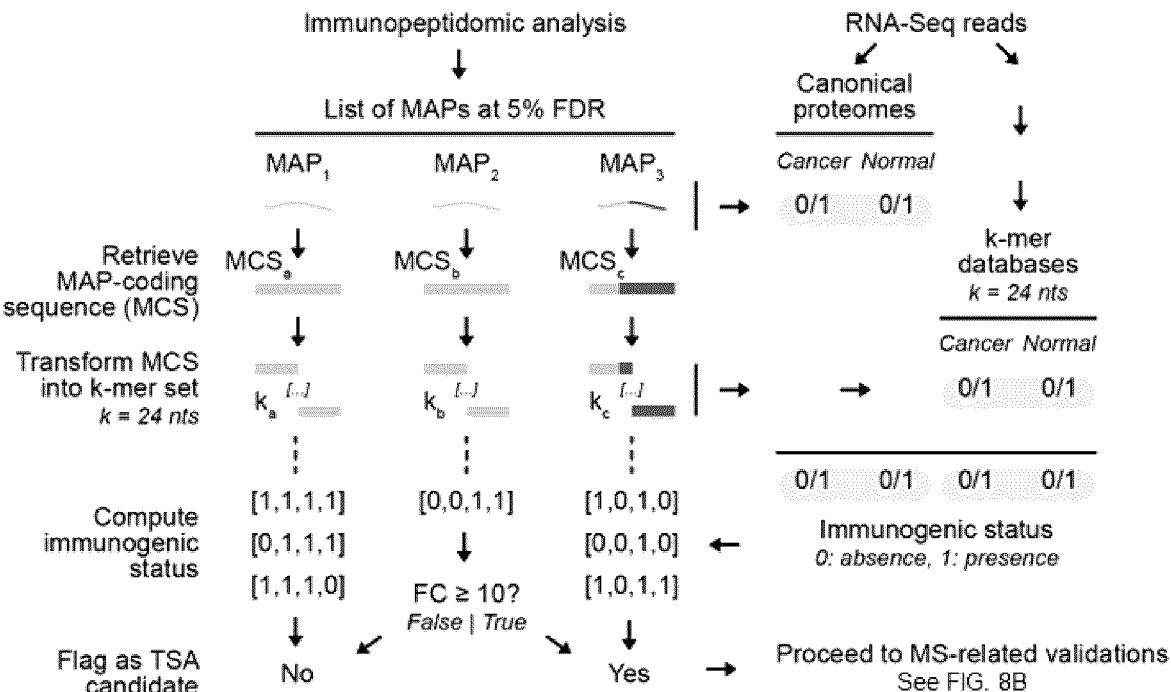 Immunopeptidomic analysis
RNA-Seq reads
List of MAPs at 5% FDR
Canonical
proteomes
MAP₁ MAP₂ MAP₃
Cancer Normal
0/1 0/1
Retrieve
MAP-coding
sequence (MCS)
MCSₐ MCS_b MCS_c
k-mer
databases
k = 24 nts
Cancer Normal
0/1 0/1
Transform MCS
into k-mer set
k = 24 nts
kₐ [...] k_b [...] k_c [...]
0/1 0/1 0/1 0/1
Immunogenic status
0: absence, 1: presence
Compute
immunogenic
status
[1,1,1,1] [0,0,1,1] [1,0,1,0]
[0,1,1,1] [0,0,1,0]
[1,1,1,0] [1,0,1,1]
FC ≥ 10?
False | True
Flag as TSA
candidate
No Yes
Proceed to MS-related validations
See FIG. 8B